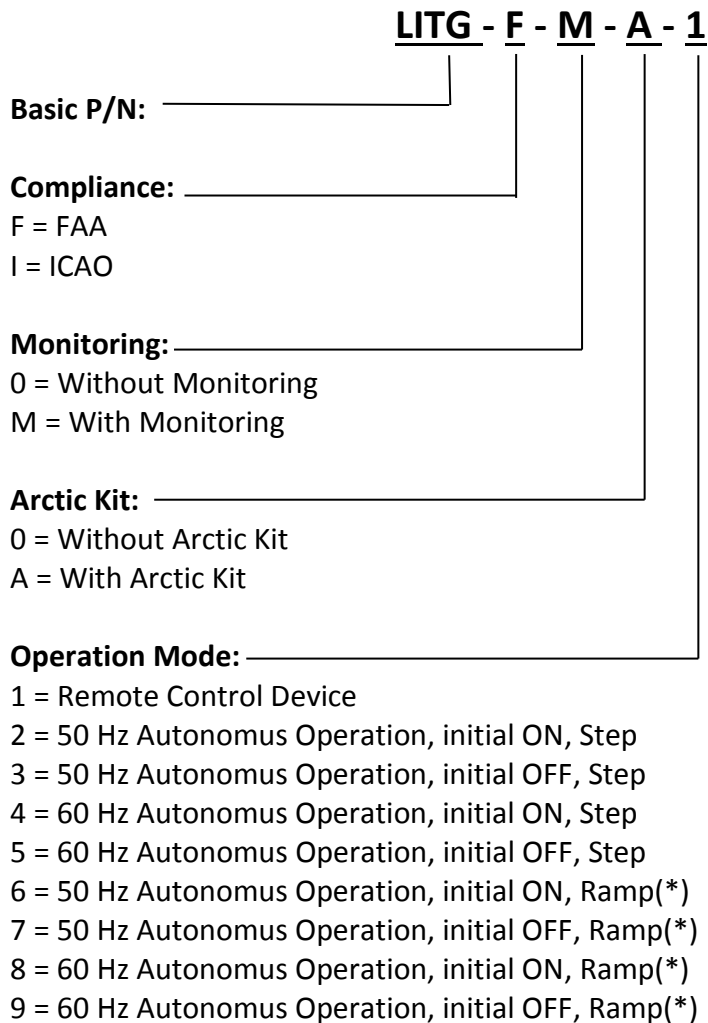 LITG - F - M - A - 1
Basic P/N:
Compliance:
F = FAA
I = ICAO
Monitoring:
0 = Without Monitoring
M = With Monitoring
Arctic Kit:
0 = Without Arctic Kit
A = With Arctic Kit
Operation Mode:
1 = Remote Control Device
2 = 50 Hz Autonomus Operation, initial ON, Step
3 = 50 Hz Autonomus Operation, initial OFF, Step
4 = 60 Hz Autonomus Operation, initial ON, Step
5 = 60 Hz Autonomus Operation, initial OFF, Step
6 = 50 Hz Autonomus Operation, initial ON, Ramp(*)
7 = 50 Hz Autonomus Operation, initial OFF, Ramp(*)
8 = 60 Hz Autonomus Operation, initial ON, Ramp(*)
9 = 60 Hz Autonomus Operation, initial OFF, Ramp(*)